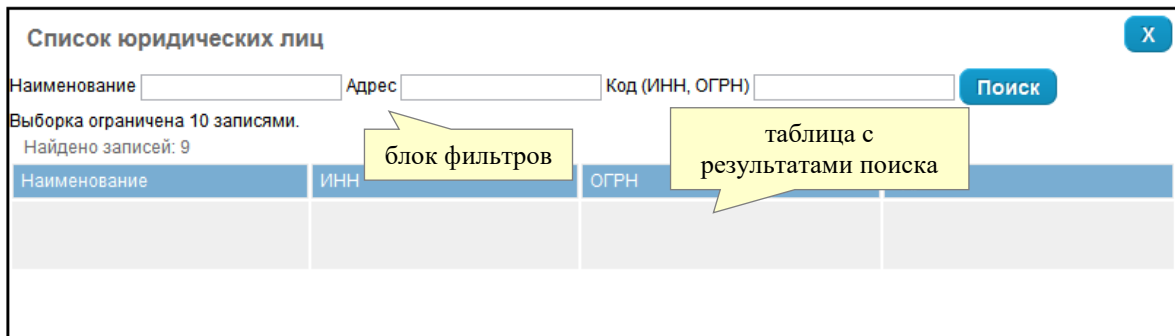 Список юридических лиц
X
Наименование Адрес Код (ИНН, ОГРН) Поиск
Выборка ограничена 10 записями.
Найдено записей: 9
блок фильтров
таблица с
результатами поиска
Наименование ИНН ОГРН